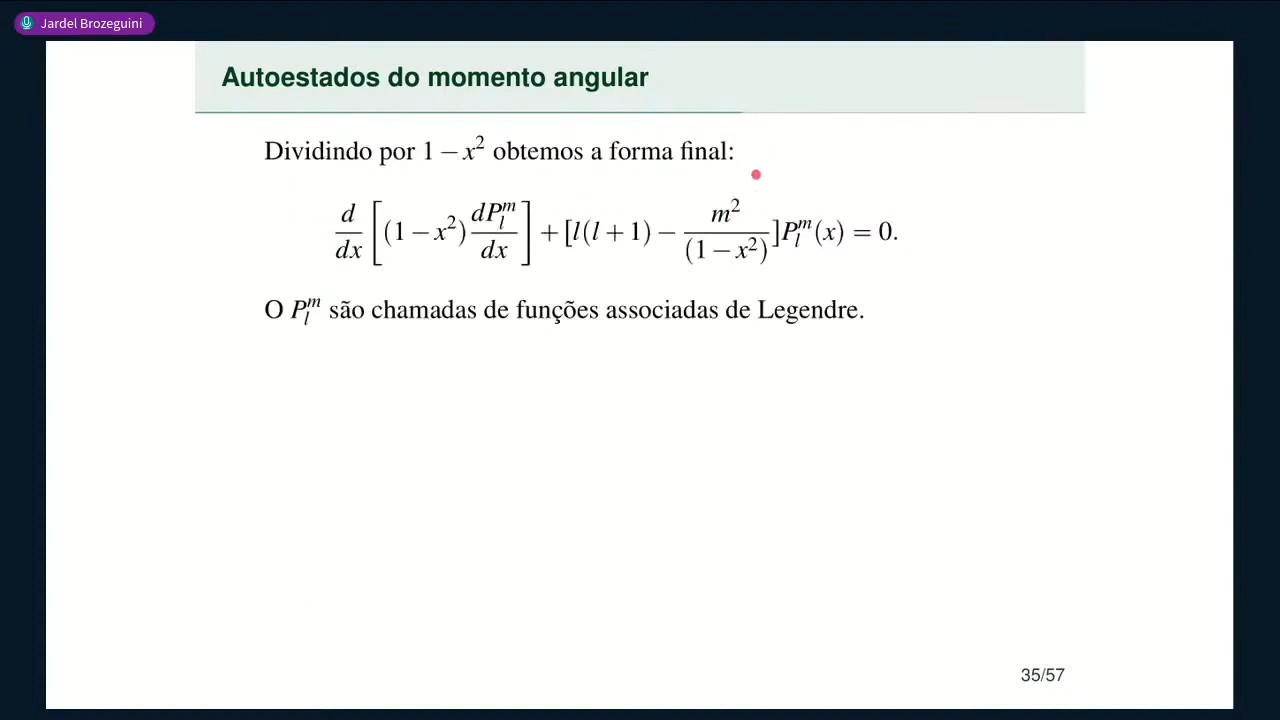 Jardel Brozeguini
Autoestados do momento angular
Dividindo por 1 − x² obtemos a forma final:
d/dx [(1 − x²) dP_l^m/dx] + [l(l + 1) − m²/(1 − x²)]P_l^m(x) = 0.
O P_l^m são chamadas de funções associadas de Legendre.
35/57